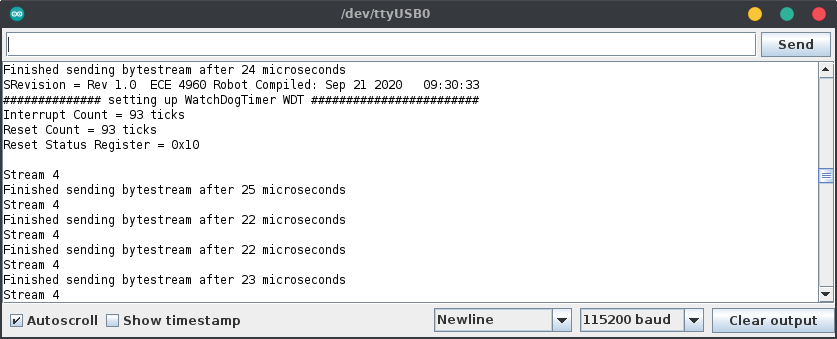 /dev/ttyUSB0
Send
Finished sending bytestream after 24 microseconds
SRevision = Rev 1.0  ECE 4960 Robot Compiled: Sep 21 2020   09:30:33
############## setting up WatchDogTimer WDT ########################
Interrupt Count = 93 ticks
Reset Count = 93 ticks
Reset Status Register = 0x10
Stream 4
Finished sending bytestream after 25 microseconds
Stream 4
Finished sending bytestream after 22 microseconds
Stream 4
Finished sending bytestream after 22 microseconds
Stream 4
Finished sending bytestream after 23 microseconds
Stream 4
Autoscroll Show timestamp Newline 115200 baud Clear output